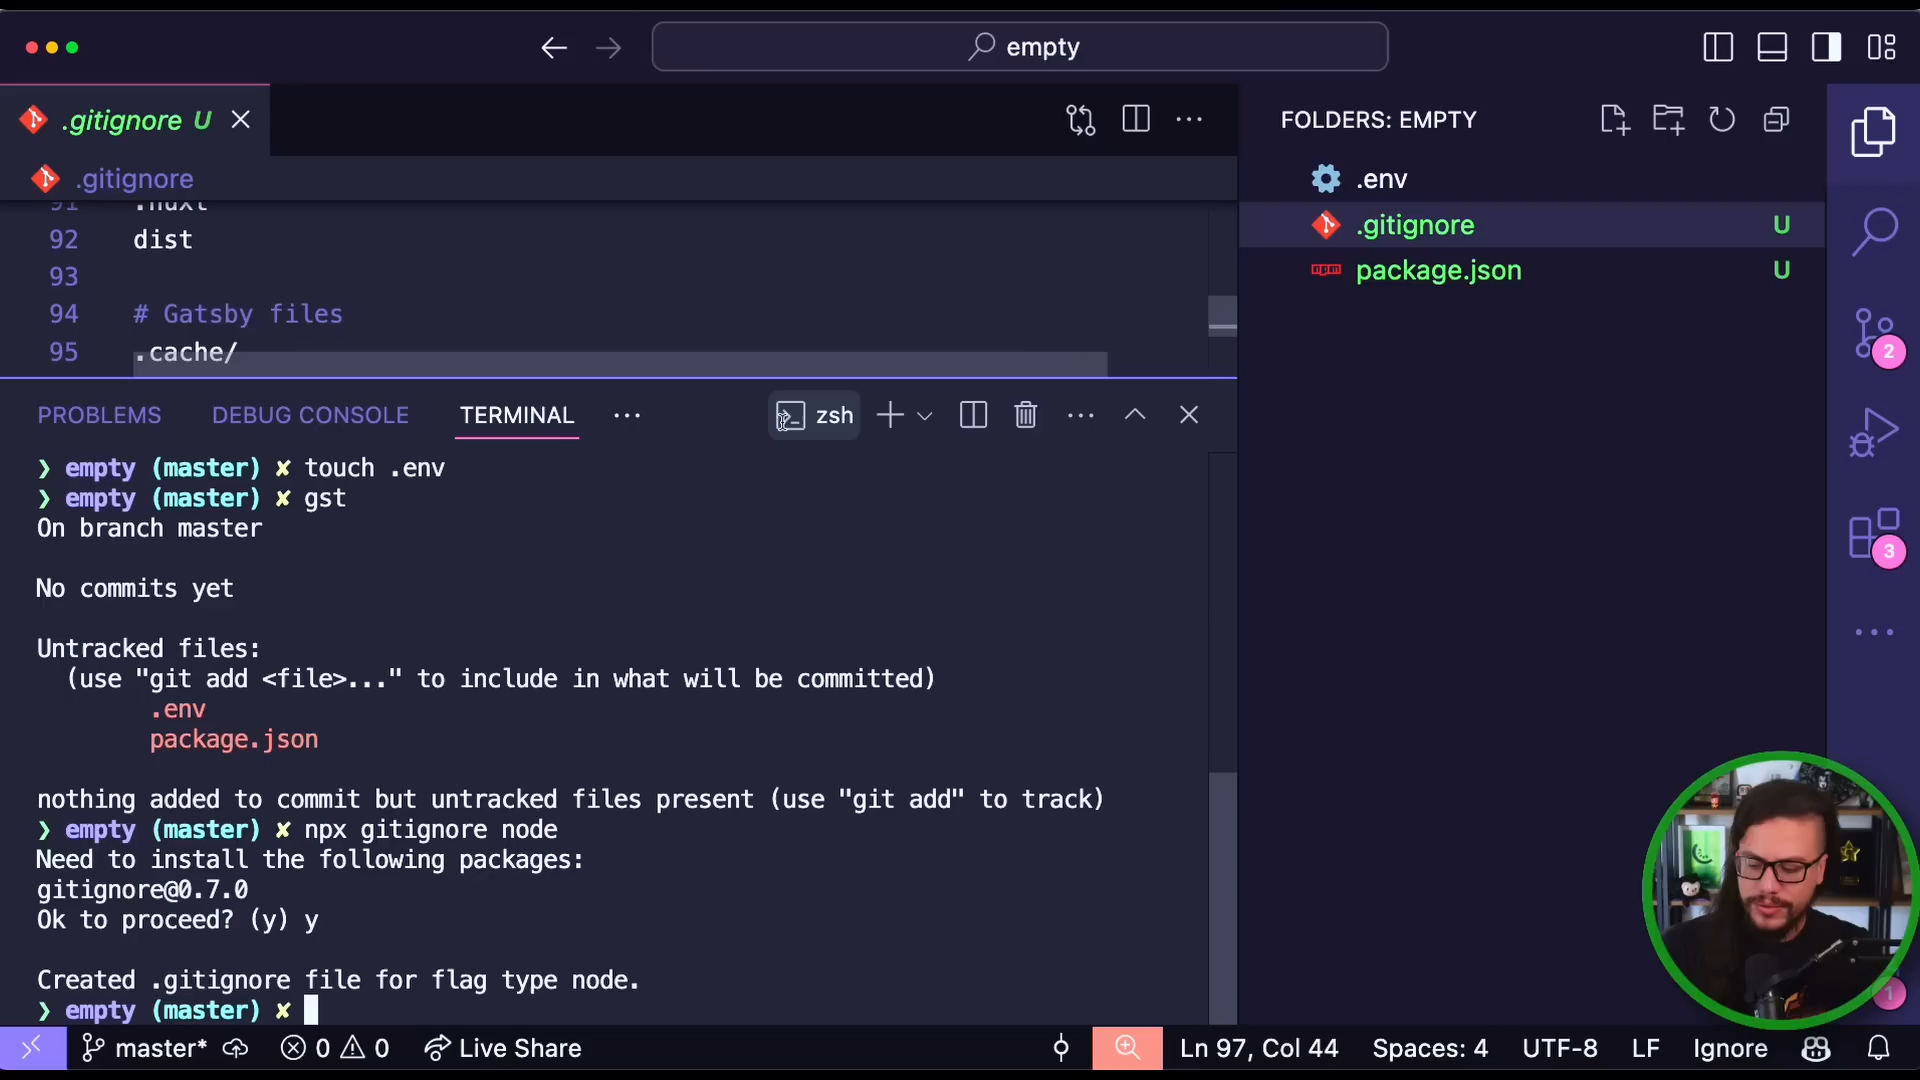 empty
.gitignore U
.gitignore
91 .nuxt
92 dist
93
94 # Gatsby files
95 .cache/
PROBLEMS DEBUG CONSOLE TERMINAL ... zsh
❯ empty (master) ✘ touch .env
❯ empty (master) ✘ gst
On branch master
No commits yet
Untracked files:
(use "git add <file>..." to include in what will be committed)
.env
package.json
nothing added to commit but untracked files present (use "git add" to track)
❯ empty (master) ✘ npx gitignore node
Need to install the following packages:
gitignore@0.7.0
Ok to proceed? (y) y
Created .gitignore file for flag type node.
❯ empty (master) ✘
FOLDERS: EMPTY
.env
.gitignore U
package.json U
2
3
1
master* 0 0 Live Share Ln 97, Col 44 Spaces: 4 UTF-8 LF Ignore